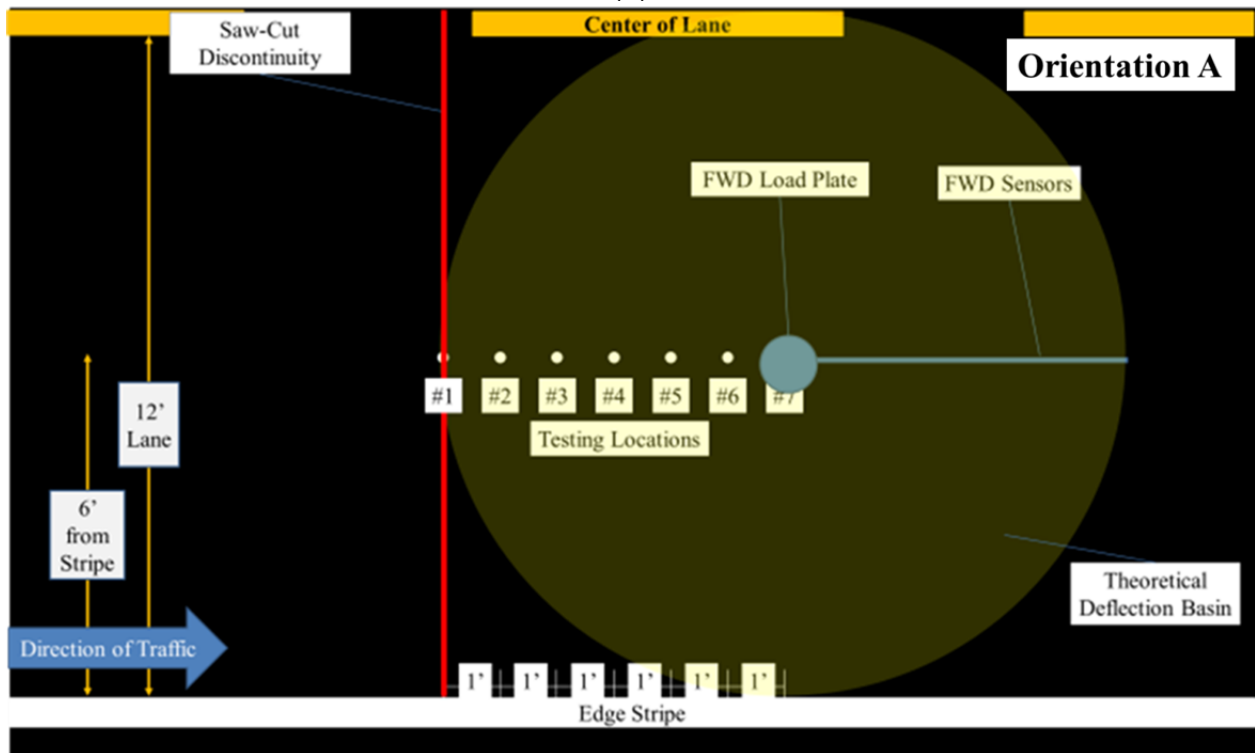 Saw-Cut
Discontinuity
Center of Lane
Orientation A
FWD Load Plate
FWD Sensors
#1
#2
#3
#4
#5
#6
#7
Testing Locations
12’
Lane
6’
from
Stripe
Theoretical
Deflection Basin
Direction of Traffic
1’
1’
1’
1’
1’
1’
Edge Stripe